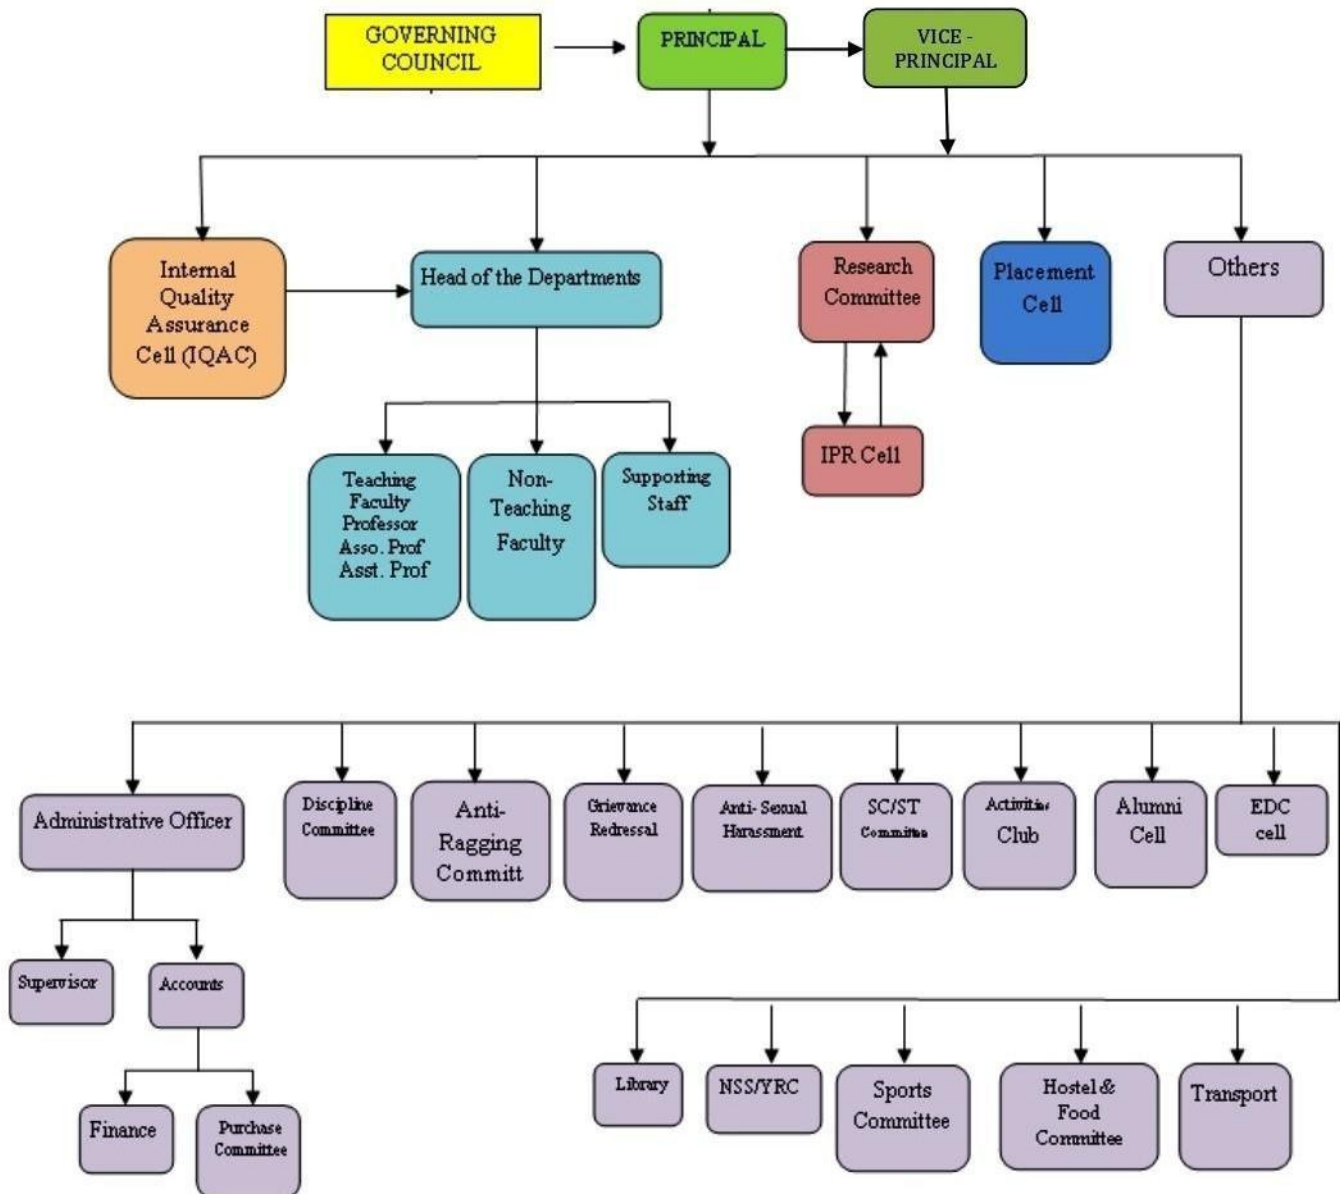 GOVERNING
COUNCIL
PRINCIPAL
VICE -
PRINCIPAL
Internal
Quality
Assurance
Cell (IQAC)
Head of the Departments
Research
Committee
Placement
Cell
Others
IPR Cell
Teaching
Faculty
Professor
Asso. Prof
Asst. Prof
Non-
Teaching
Faculty
Supporting
Staff
Administrative Officer
Discipline
Committee
Anti-
Ragging
Committ
Grievance
Redressal
Anti- Sexual
Harassment
SC/ST
Committee
Activities
Club
Alumni
Cell
EDC
cell
Supervisor
Accounts
Finance
Purchase
Committee
Library
NSS/YRC
Sports
Committee
Hostel &
Food
Committee
Transport